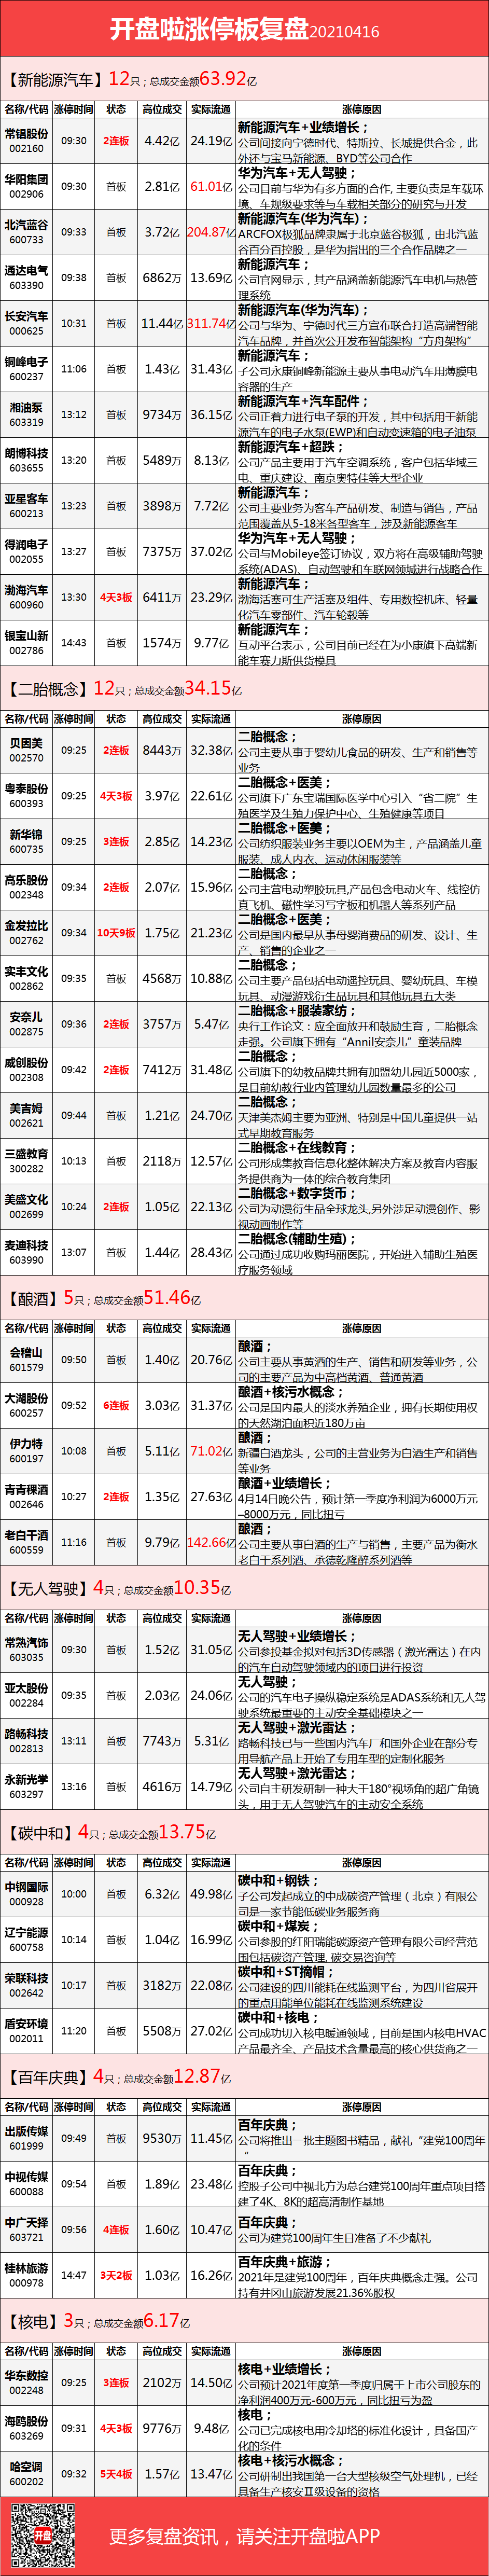 开盘啦涨停板复盘20210416
【新能源汽车】12只；总成交金额63.92亿
名称/代码 涨停时间 状态 高位成交 实际流通 涨停原因
常铝股份 002160 09:30 2连板 4.42亿 24.19亿 新能源汽车+业绩增长；
公司间接向宁德时代、特斯拉、长城提供合金，此
外还与宝马新能源、BYD等公司合作
华阳集团 002906 09:30 首板 2.81亿 61.01亿 华为汽车+无人驾驶；
公司目前与华为有多方面的合作, 主要负责是车载环
境、车规级要求等与车载相关部分的研究与开发
北汽蓝谷 600733 09:33 首板 3.72亿 204.87亿 新能源汽车(华为汽车)；
ARCFOX极狐品牌隶属于北京蓝谷极狐，由北汽蓝
谷百分百控股，是华为指出的三个合作品牌之一
通达电气 603390 09:38 首板 6862万 13.69亿 新能源汽车；
公司官网显示，其产品涵盖新能源汽车电机与热管
理系统
长安汽车 000625 10:31 首板 11.44亿 311.74亿 新能源汽车(华为汽车)；
公司与华为、宁德时代三方宣布联合打造高端智能
汽车品牌，并首次公开发布智能架构“方舟架构”
铜峰电子 600237 11:06 首板 1.43亿 31.43亿 新能源汽车；
子公司永康铜峰新能源主要从事电动汽车用薄膜电
容器的生产
湘油泵 603319 13:12 首板 9734万 36.15亿 新能源汽车+汽车配件；
公司正着力进行电子泵的开发，其中包括用于新能
源汽车的电子水泵(EWP)和自动变速箱的电子油泵
朗博科技 603655 13:20 首板 5489万 8.13亿 新能源汽车+超跌；
公司产品主要用于汽车空调系统，客户包括华域三
电、重庆建设、南京奥特佳等大型企业
亚星客车 600213 13:23 首板 3898万 7.72亿 新能源汽车；
公司主要业务为客车产品研发、制造与销售，产品
范围覆盖从5-18米各型客车，涉及新能源客车
得润电子 002055 13:27 首板 7375万 37.02亿 华为汽车+无人驾驶；
公司与Mobileye签订协议，双方将在高级辅助驾驶
系统(ADAS)、自动驾驶和车联网领域进行战略合作
渤海汽车 600960 13:30 4天3板 6411万 23.29亿 新能源汽车；
渤海活塞可生产活塞及组件、专用数控机床、轻量
化汽车零部件、汽车轮毂等
银宝山新 002786 14:43 首板 1574万 9.77亿 新能源汽车；
互动平台表示，公司目前已经在为小康旗下高端新
能车赛力斯供货模具
【二胎概念】12只；总成交金额34.15亿
名称/代码 涨停时间 状态 高位成交 实际流通 涨停原因
贝因美 002570 09:25 2连板 8443万 32.38亿 二胎概念；
公司主要从事于婴幼儿食品的研发、生产和销售等
业务
粤泰股份 600393 09:25 4天3板 3.97亿 22.61亿 二胎概念+医美；
公司旗下广东宝瑞国际医学中心引入“省二院”生
殖医学及生殖力保护中心、生殖健康等项目
新华锦 600735 09:25 3连板 2.85亿 14.23亿 二胎概念+医美；
公司纺织服装业务主要以OEM为主，产品涵盖儿童
服装、成人内衣、运动休闲服装等
高乐股份 002348 09:34 2连板 2.07亿 15.96亿 二胎概念；
公司主营电动塑胶玩具,产品包含电动火车、线控仿
真飞机、磁性学习写字板和机器人等系列产品
金发拉比 002762 09:34 10天9板 1.75亿 21.23亿 二胎概念+医美；
公司是国内最早从事母婴消费品的研发、设计、生
产、销售的企业之一
实丰文化 002862 09:35 首板 4568万 10.88亿 二胎概念；
公司主要产品包括电动遥控玩具、婴幼玩具、车模
玩具、动漫游戏衍生品玩具和其他玩具五大类
安奈儿 002875 09:36 2连板 3757万 5.47亿 二胎概念+服装家纺；
央行工作论文：应全面放开和鼓励生育，二胎概念
走强。公司旗下拥有“Annil安奈儿”童装品牌
威创股份 002308 09:42 2连板 7412万 31.48亿 二胎概念；
公司旗下的幼教品牌共拥有加盟幼儿园近5000家，
是目前幼教行业内管理幼儿园数量最多的公司
美吉姆 002621 09:44 首板 1.21亿 24.70亿 二胎概念；
天津美杰姆主要为亚洲、特别是中国儿童提供一站
式早期教育服务
三盛教育 300282 10:13 首板 2118万 12.57亿 二胎概念+在线教育；
公司形成集教育信息化整体解决方案及教育内容服
务提供商为一体的综合教育集团
美盛文化 002699 10:24 2连板 1.05亿 22.13亿 二胎概念+数字货币；
公司为动漫衍生品全球龙头,另外涉足动漫创作、影
视动画制作等
麦迪科技 603990 13:07 首板 1.44亿 28.43亿 二胎概念(辅助生殖)；
公司通过成功收购玛丽医院，开始进入辅助生殖医
疗服务领域
【酿酒】5只；总成交金额51.46亿
名称/代码 涨停时间 状态 高位成交 实际流通 涨停原因
会稽山 601579 09:50 首板 1.40亿 20.76亿 酿酒；
公司主要从事黄酒的生产、销售和研发等业务，公
司的主要产品为中高档黄酒、普通黄酒
大湖股份 600257 09:52 6连板 3.03亿 31.37亿 酿酒+核污水概念；
公司是国内最大的淡水养殖企业，拥有长期使用权
的天然湖泊面积近180万亩
伊力特 600197 10:08 首板 5.11亿 71.02亿 酿酒；
新疆白酒龙头，公司的主营业务为白酒生产和销售
等业务
青青稞酒 002646 10:27 2连板 1.35亿 27.63亿 酿酒+业绩增长；
4月14日晚公告，预计第一季度净利润为6000万元
–8000万元，同比扭亏
老白干酒 600559 11:16 首板 9.79亿 142.66亿 酿酒；
公司主要从事白酒的生产与销售，主要产品为衡水
老白干系列酒、承德乾隆醉系列酒等
【无人驾驶】4只；总成交金额10.35亿
名称/代码 涨停时间 状态 高位成交 实际流通 涨停原因
常熟汽饰 603035 09:30 首板 1.52亿 31.05亿 无人驾驶+业绩增长；
公司参投基金拟对包括3D传感器（激光雷达）在内
的汽车自动驾驶领域内的项目进行投资
亚太股份 002284 09:35 首板 2.03亿 24.06亿 无人驾驶；
公司的汽车电子操纵稳定系统是ADAS系统和无人驾
驶系统最重要的主动安全基础模块之一
路畅科技 002813 13:11 首板 7743万 5.31亿 无人驾驶+激光雷达；
路畅科技已与一些国内汽车厂和国外企业在部分专
用导航产品上开始了专用车型的定制化服务
永新光学 603297 13:16 首板 4616万 14.79亿 无人驾驶+激光雷达；
公司自主研发研制一种大于180°视场角的超广角镜
头，用于无人驾驶汽车的主动安全系统
【碳中和】4只；总成交金额13.75亿
名称/代码 涨停时间 状态 高位成交 实际流通 涨停原因
中钢国际 000928 10:00 首板 6.32亿 49.98亿 碳中和+钢铁；
子公司发起成立的中成碳资产管理（北京）有限公
司是一家节能低碳业务服务商
辽宁能源 600758 10:14 首板 1.04亿 16.99亿 碳中和+煤炭；
公司参股的红阳瑞能碳源资产管理有限公司经营范
围包括碳资产管理, 碳交易咨询等
荣联科技 002642 10:17 首板 3182万 22.08亿 碳中和+ST摘帽；
公司建设的四川能耗在线监测平台，为四川省展开
的重点用能单位能耗在线监测系统建设
盾安环境 002011 11:20 首板 5508万 27.02亿 碳中和+核电；
公司成功切入核电暖通领域，目前是国内核电HVAC
产品最齐全、产品技术含量最高的核心供货商之一
【百年庆典】4只；总成交金额12.87亿
名称/代码 涨停时间 状态 高位成交 实际流通 涨停原因
出版传媒 601999 09:49 首板 9530万 11.45亿 百年庆典；
公司将推出一批主题图书精品，献礼“建党100周年
“
中视传媒 600088 09:54 首板 1.89亿 23.48亿 百年庆典；
控股子公司中视北方为总台建党100周年重点项目搭
建了4K、8K的超高清制作基地
中广天择 603721 09:56 4连板 1.60亿 10.47亿 百年庆典；
公司为建党100周年生日准备了不少献礼
桂林旅游 000978 14:47 3天2板 1.03亿 16.26亿 百年庆典+旅游；
2021年是建党100周年，百年庆典概念走强。公司
持有井冈山旅游发展21.36%股权
【核电】3只；总成交金额6.17亿
名称/代码 涨停时间 状态 高位成交 实际流通 涨停原因
华东数控 002248 09:25 3连板 2102万 14.50亿 核电+业绩增长；
公司预计2021年度第一季度归属于上市公司股东的
净利润400万元-600万元，同比扭亏为盈
海鸥股份 603269 09:31 4天3板 9776万 9.48亿 核电；
公司已完成核电用冷却塔的标准化设计，具备国产
化的条件
哈空调 600202 09:32 5天4板 1.57亿 13.47亿 核电+核污水概念；
公司研制出我国第一台大型核级空气处理机，已经
具备生产核安Ⅱ级设备的资格
开盘
更多复盘资讯，请关注开盘啦APP